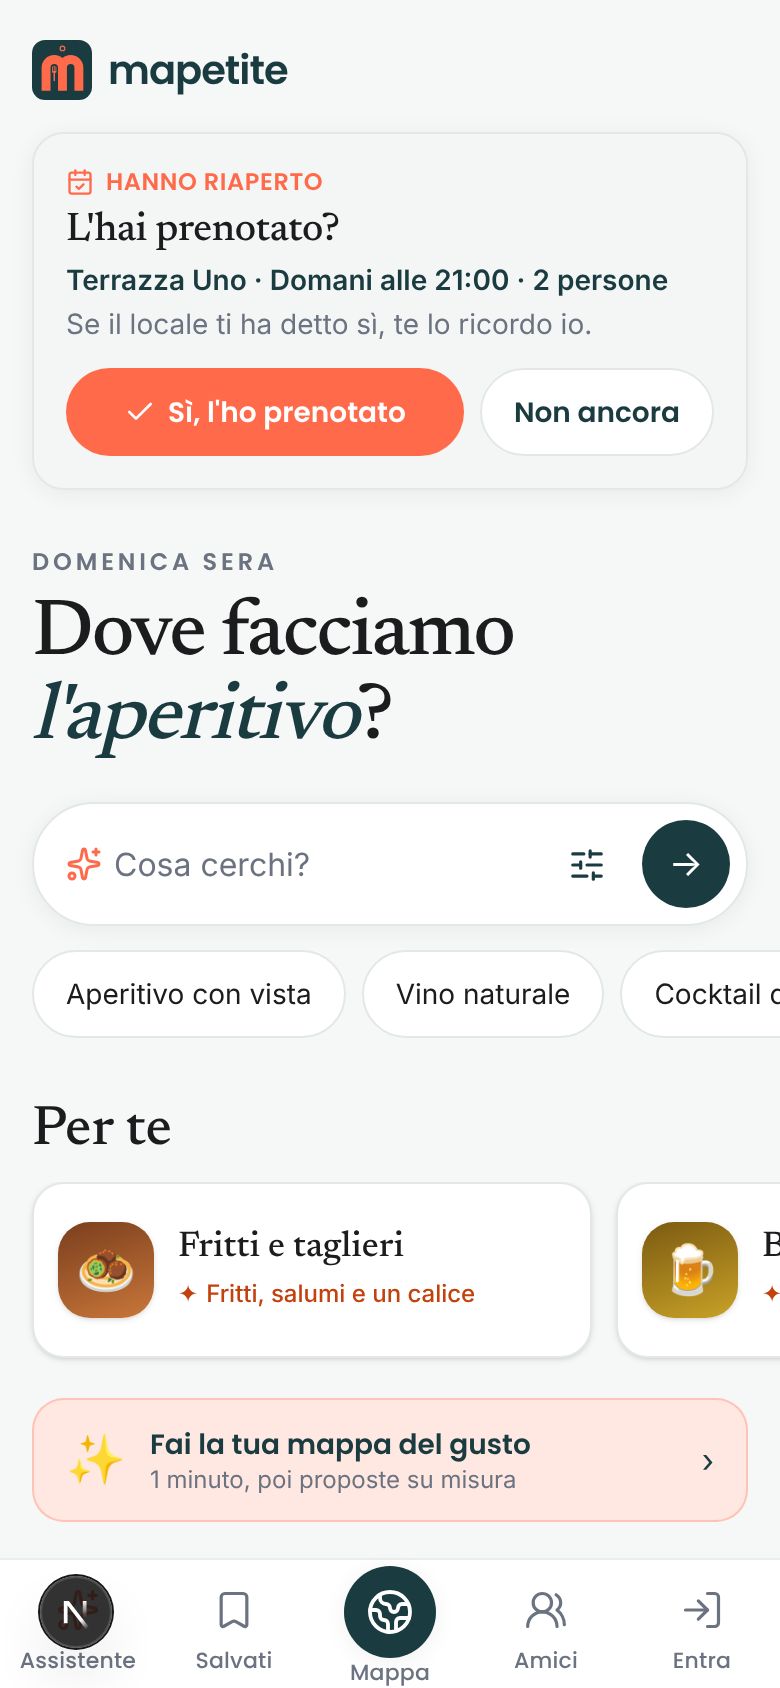 mapetite
HANNO RIAPERTO
L'hai prenotato?
Terrazza Uno · Domani alle 21:00 · 2 persone
Se il locale ti ha detto sì, te lo ricordo io.
Sì, l'ho prenotato
Non ancora
DOMENICA SERA
Dove facciamo
l'aperitivo?
Cosa cerchi?
Aperitivo con vista
Vino naturale
Cocktail
Per te
Fritti e taglieri
✦ Fritti, salumi e un calice
Fai la tua mappa del gusto
1 minuto, poi proposte su misura
N
Assistente
Salvati
Mappa
Amici
Entra